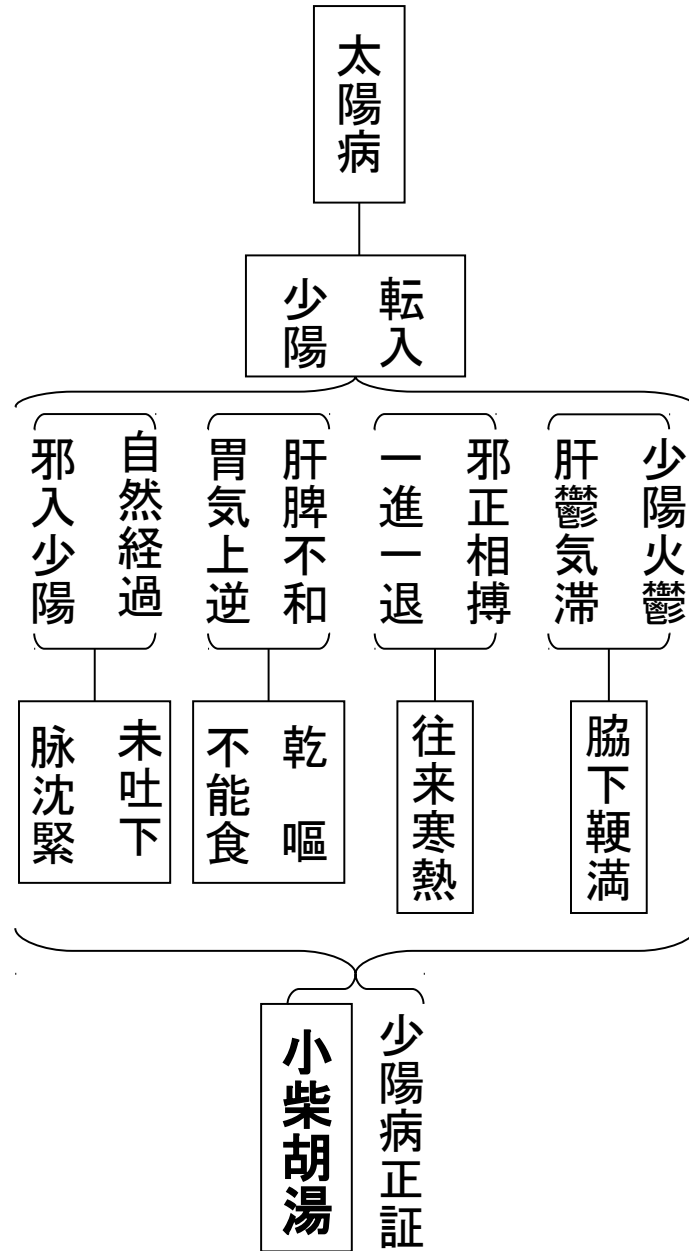 太陽病
転入
少陽
少陽火鬱
肝鬱気滞
邪正相搏
一進一退
肝脾不和
胃気上逆
自然経過
邪入少陽
脇下鞕満
往来寒熱
乾　嘔
不能食
未吐下
脉沈緊
少陽病正証
小柴胡湯